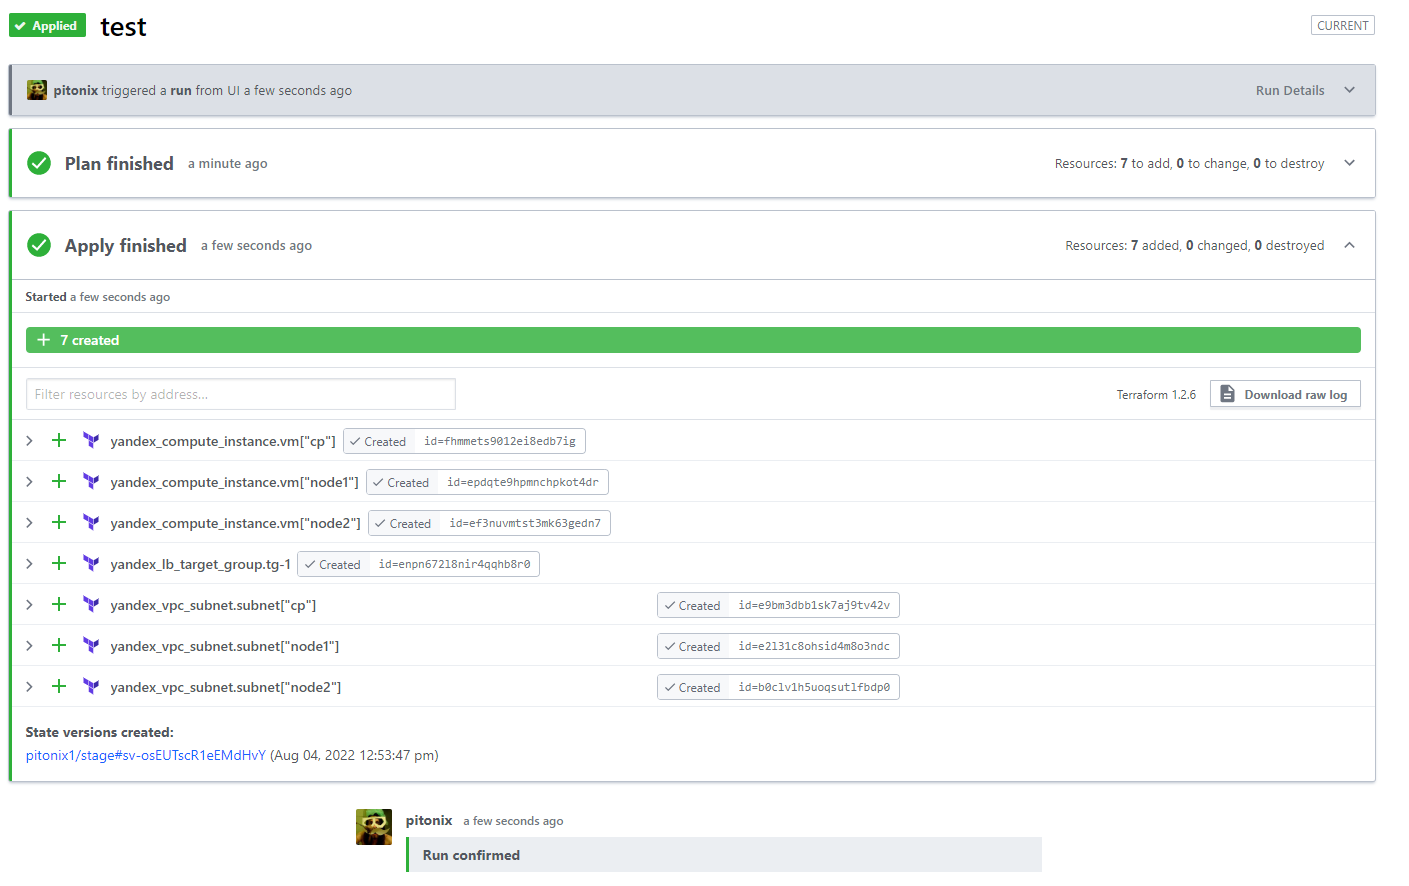 Applied test CURRENT
pitonix triggered a run from UI a few seconds ago Run Details
Plan finished a minute ago Resources: 7 to add, 0 to change, 0 to destroy
Apply finished a few seconds ago Resources: 7 added, 0 changed, 0 destroyed
Started a few seconds ago
+ 7 created
Filter resources by address... Terraform 1.2.6 Download raw log
yandex_compute_instance.vm["cp"] Created id=fhmmets9012ei8edb7ig
yandex_compute_instance.vm["node1"] Created id=epdqte9hpmnchpkot4dr
yandex_compute_instance.vm["node2"] Created id=ef3nuvmtst3mk63gedn7
yandex_lb_target_group.tg-1 Created id=enpn672l8nir4qqhb8r0
yandex_vpc_subnet.subnet["cp"] Created id=e9bm3dbb1sk7aj9tv42v
yandex_vpc_subnet.subnet["node1"] Created id=e2l31c8ohsid4m8o3ndc
yandex_vpc_subnet.subnet["node2"] Created id=b0clv1h5uoqsutlfbdp0
State versions created:
pitonix1/stage#sv-osEUTscR1eEMdHvY (Aug 04, 2022 12:53:47 pm)
pitonix a few seconds ago
Run confirmed